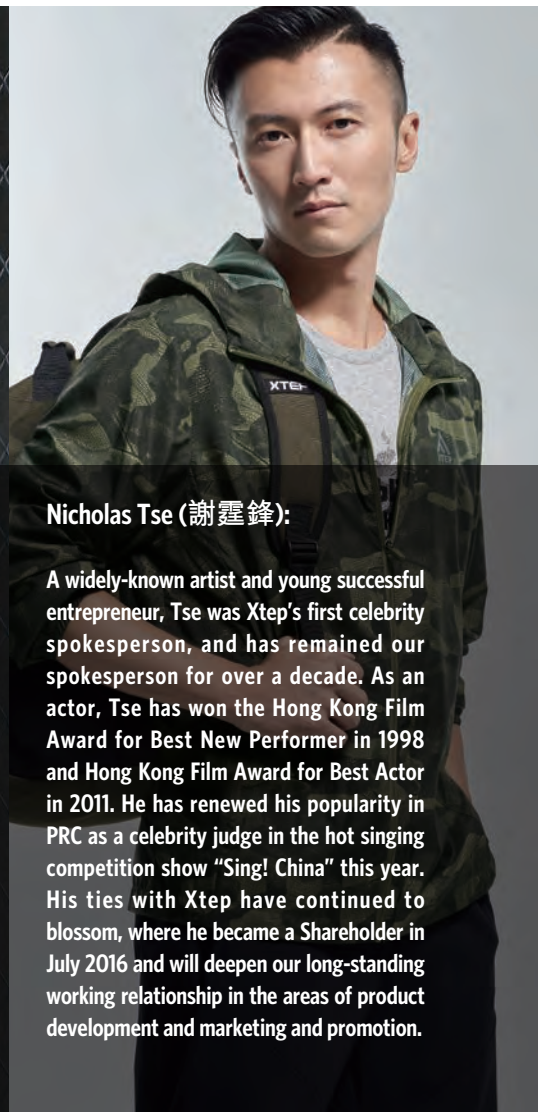 XTEP
Nicholas Tse (謝霆鋒):
A widely-known artist and young successful
entrepreneur, Tse was Xtep’s first celebrity
spokesperson, and has remained our
spokesperson for over a decade. As an
actor, Tse has won the Hong Kong Film
Award for Best New Performer in 1998
and Hong Kong Film Award for Best Actor
in 2011. He has renewed his popularity in
PRC as a celebrity judge in the hot singing
competition show “Sing! China” this year.
His ties with Xtep have continued to
blossom, where he became a Shareholder in
July 2016 and will deepen our long-standing
working relationship in the areas of product
development and marketing and promotion.